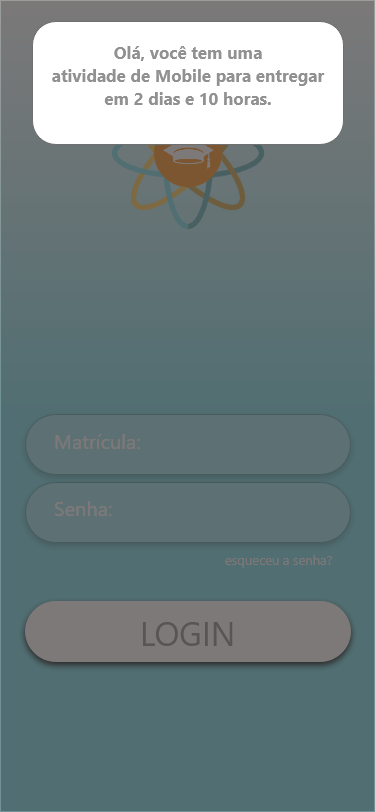 Olá, você tem uma
atividade de Mobile para entregar
em 2 dias e 10 horas.
Matrícula:
Senha:
esqueceu a senha?
LOGIN